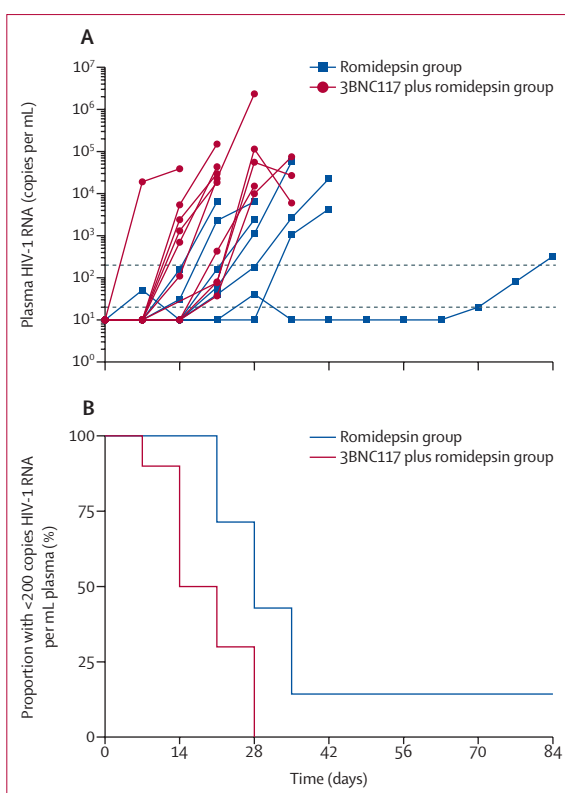 A
Romidepsin group
3BNC117 plus romidepsin group
Plasma HIV-1 RNA (copies per mL)
10⁷
10⁶
10⁵
10⁴
10³
10²
10¹
10⁰
B
Romidepsin group
3BNC117 plus romidepsin group
Proportion with <200 copies HIV-1 RNA
per mL plasma (%)
100
75
50
25
0
0 14 28 42 56 70 84
Time (days)